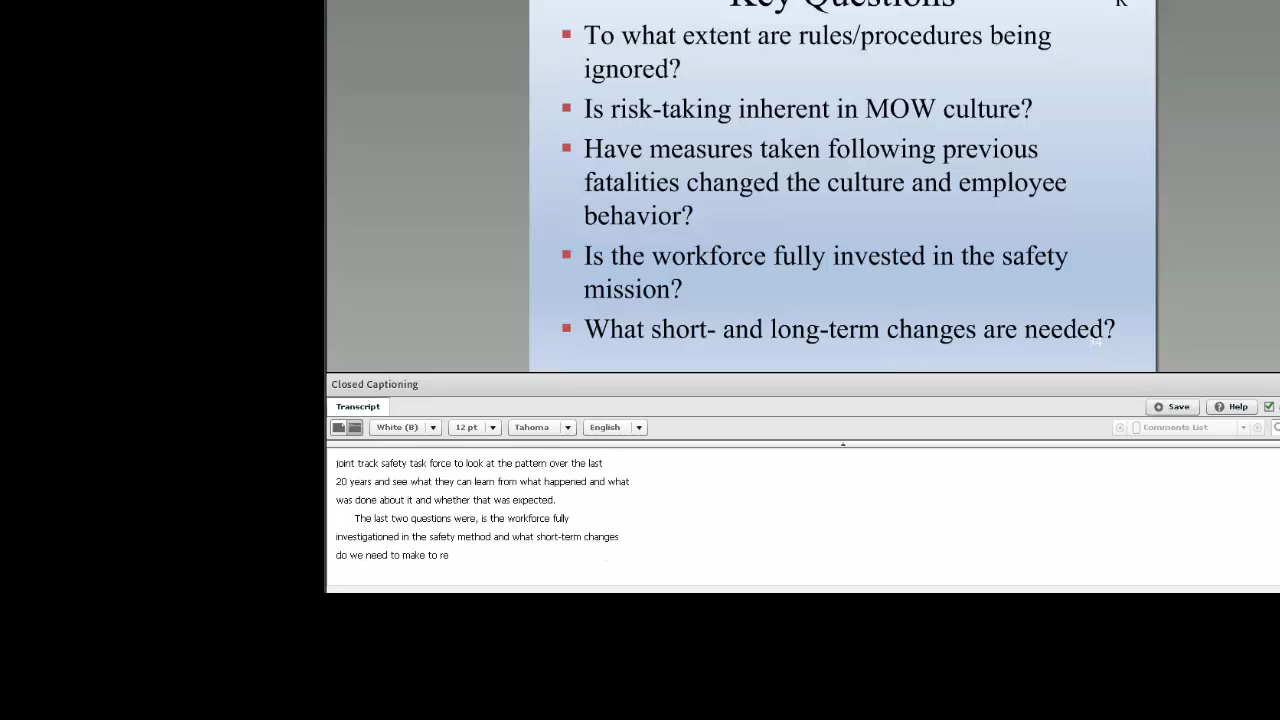 Key Questions
R
To what extent are rules/procedures being
ignored?
Is risk-taking inherent in MOW culture?
Have measures taken following previous
fatalities changed the culture and employee
behavior?
Is the workforce fully invested in the safety
mission?
What short- and long-term changes are needed?
34
Closed Captioning
Transcript
Save
Help
White (B)
12 pt
Tahoma
English
Comments List
joint track safety task force to look at the pattern over the last
20 years and see what they can learn from what happened and what
was done about it and whether that was expected.
The last two questions were, is the workforce fully
investigationed in the safety method and what short-term changes
do we need to make to re